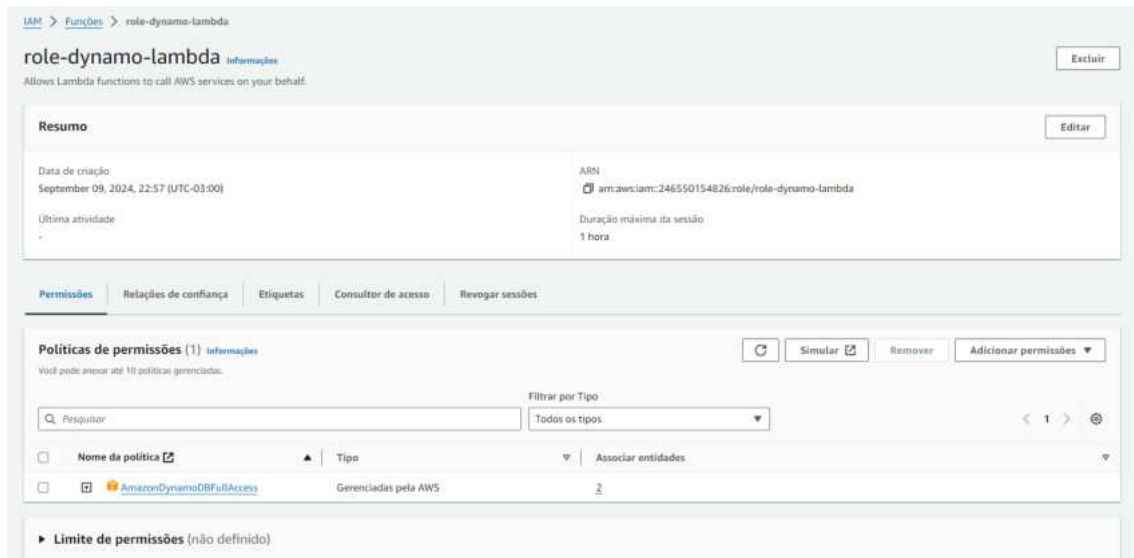 IAM > Funções > role-dynamo-lambda
role-dynamo-lambda Informações
Excluir
Allows Lambda functions to call AWS services on your behalf.
Resumo
Editar
Data de criação
September 09, 2024, 22:57 (UTC-03:00)
ARN
arn:aws:iam::246550154826:role/role-dynamo-lambda
Última atividade
-
Duração máxima da sessão
1 hora
Permissões Relações de confiança Etiquetas Consultor de acesso Revogar sessões
Políticas de permissões (1) Informações
Simular Remover Adicionar permissões
Você pode anexar até 10 políticas gerenciadas.
Filtrar por Tipo
Pesquisar
Todos os tipos
< 1 >
Nome da política Tipo Associar entidades
AmazonDynamoDBFullAccess Gerenciadas pela AWS 2
Limite de permissões (não definido)